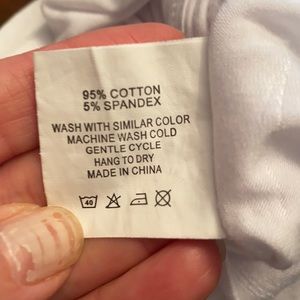 95% COTTON
5% SPANDEX
WASH WITH SIMILAR COLOR
MACHINE WASH COLD
GENTLE CYCLE
HANG TO DRY
MADE IN CHINA
40